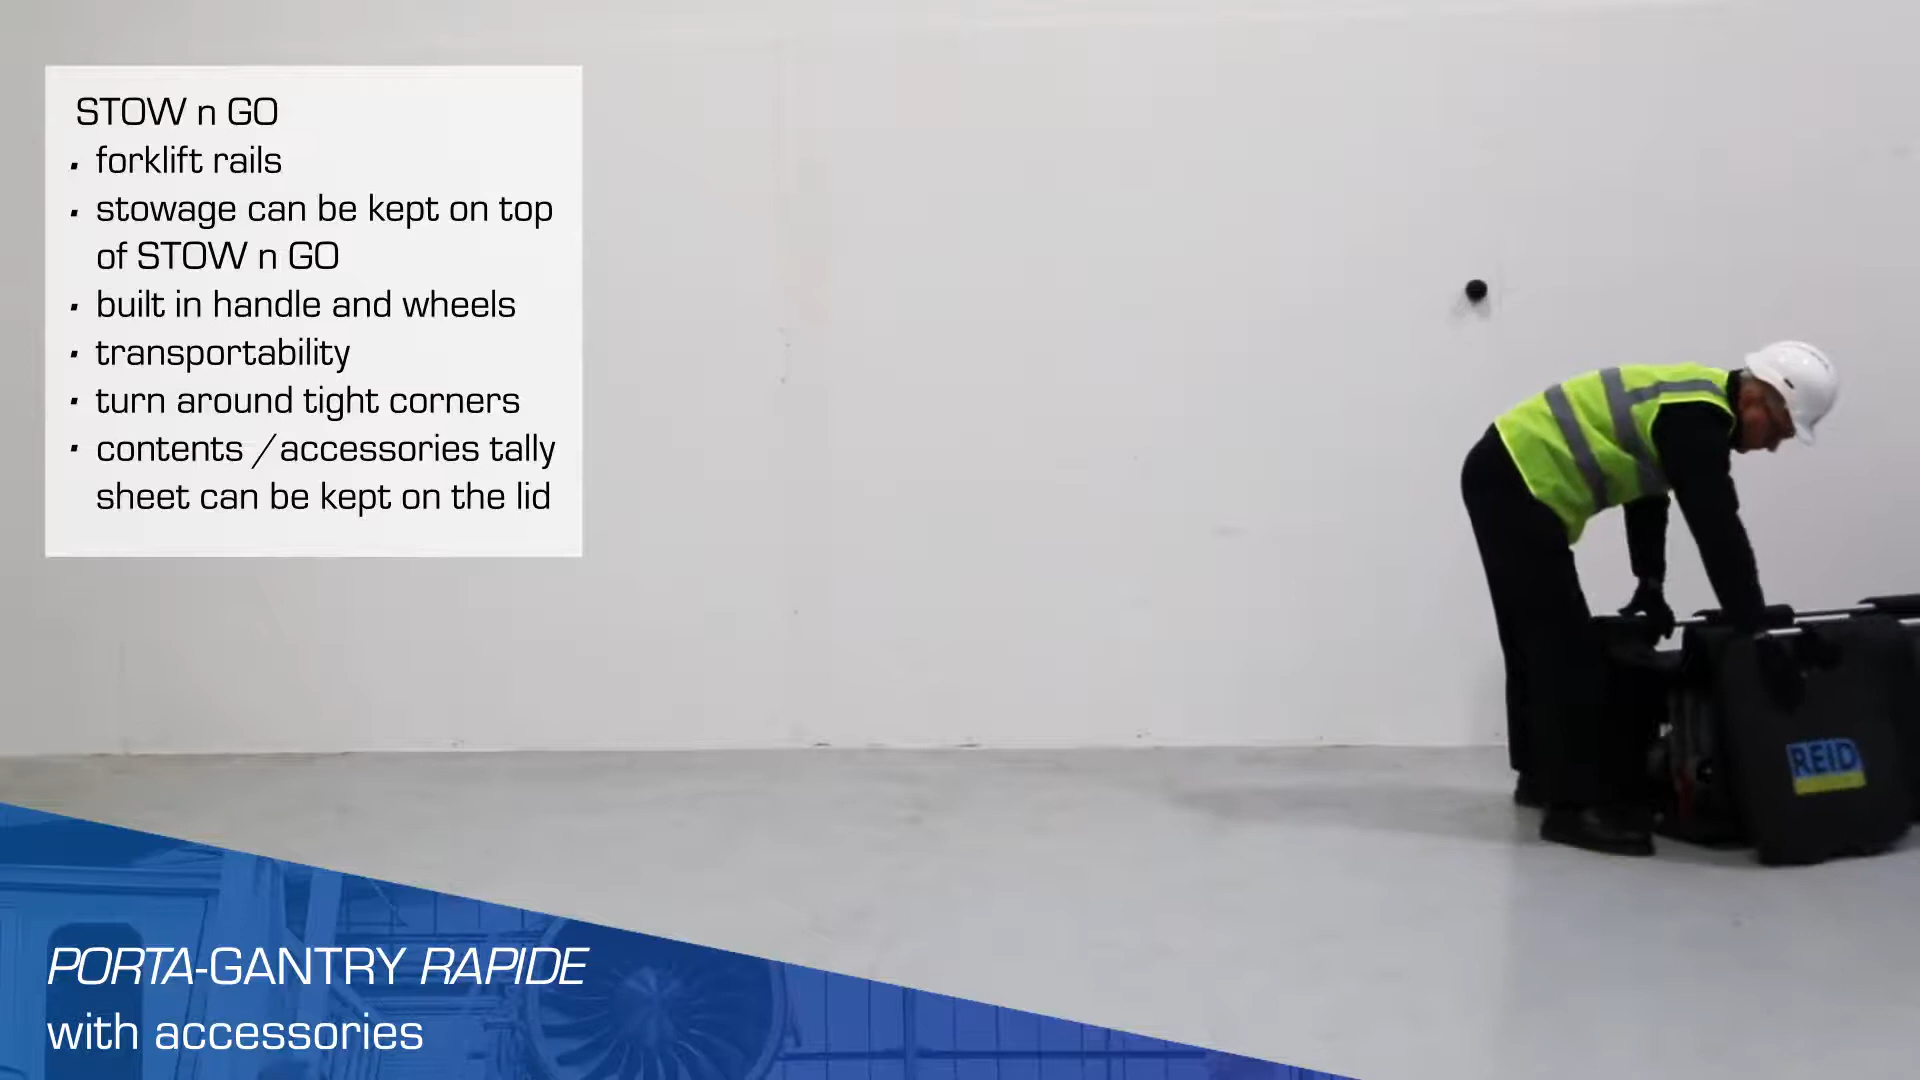 STOW n GO
· forklift rails
· stowage can be kept on top
of STOW n GO
· built in handle and wheels
· transportability
· turn around tight corners
· contents / accessories tally
sheet can be kept on the lid
REID
PORTA-GANTRY RAPIDE
with accessories